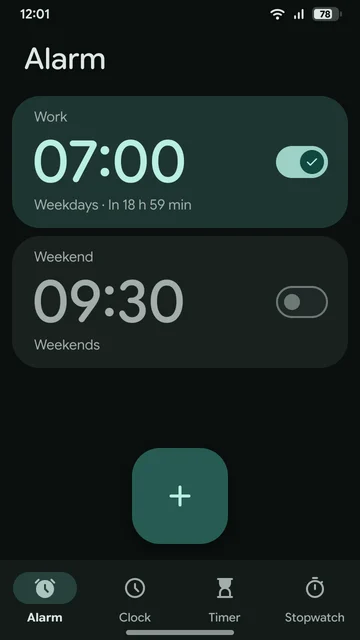 12:01
78
Alarm
Work
07:00
Weekdays · In 18 h 59 min
Weekend
09:30
Weekends
Alarm
Clock
Timer
Stopwatch